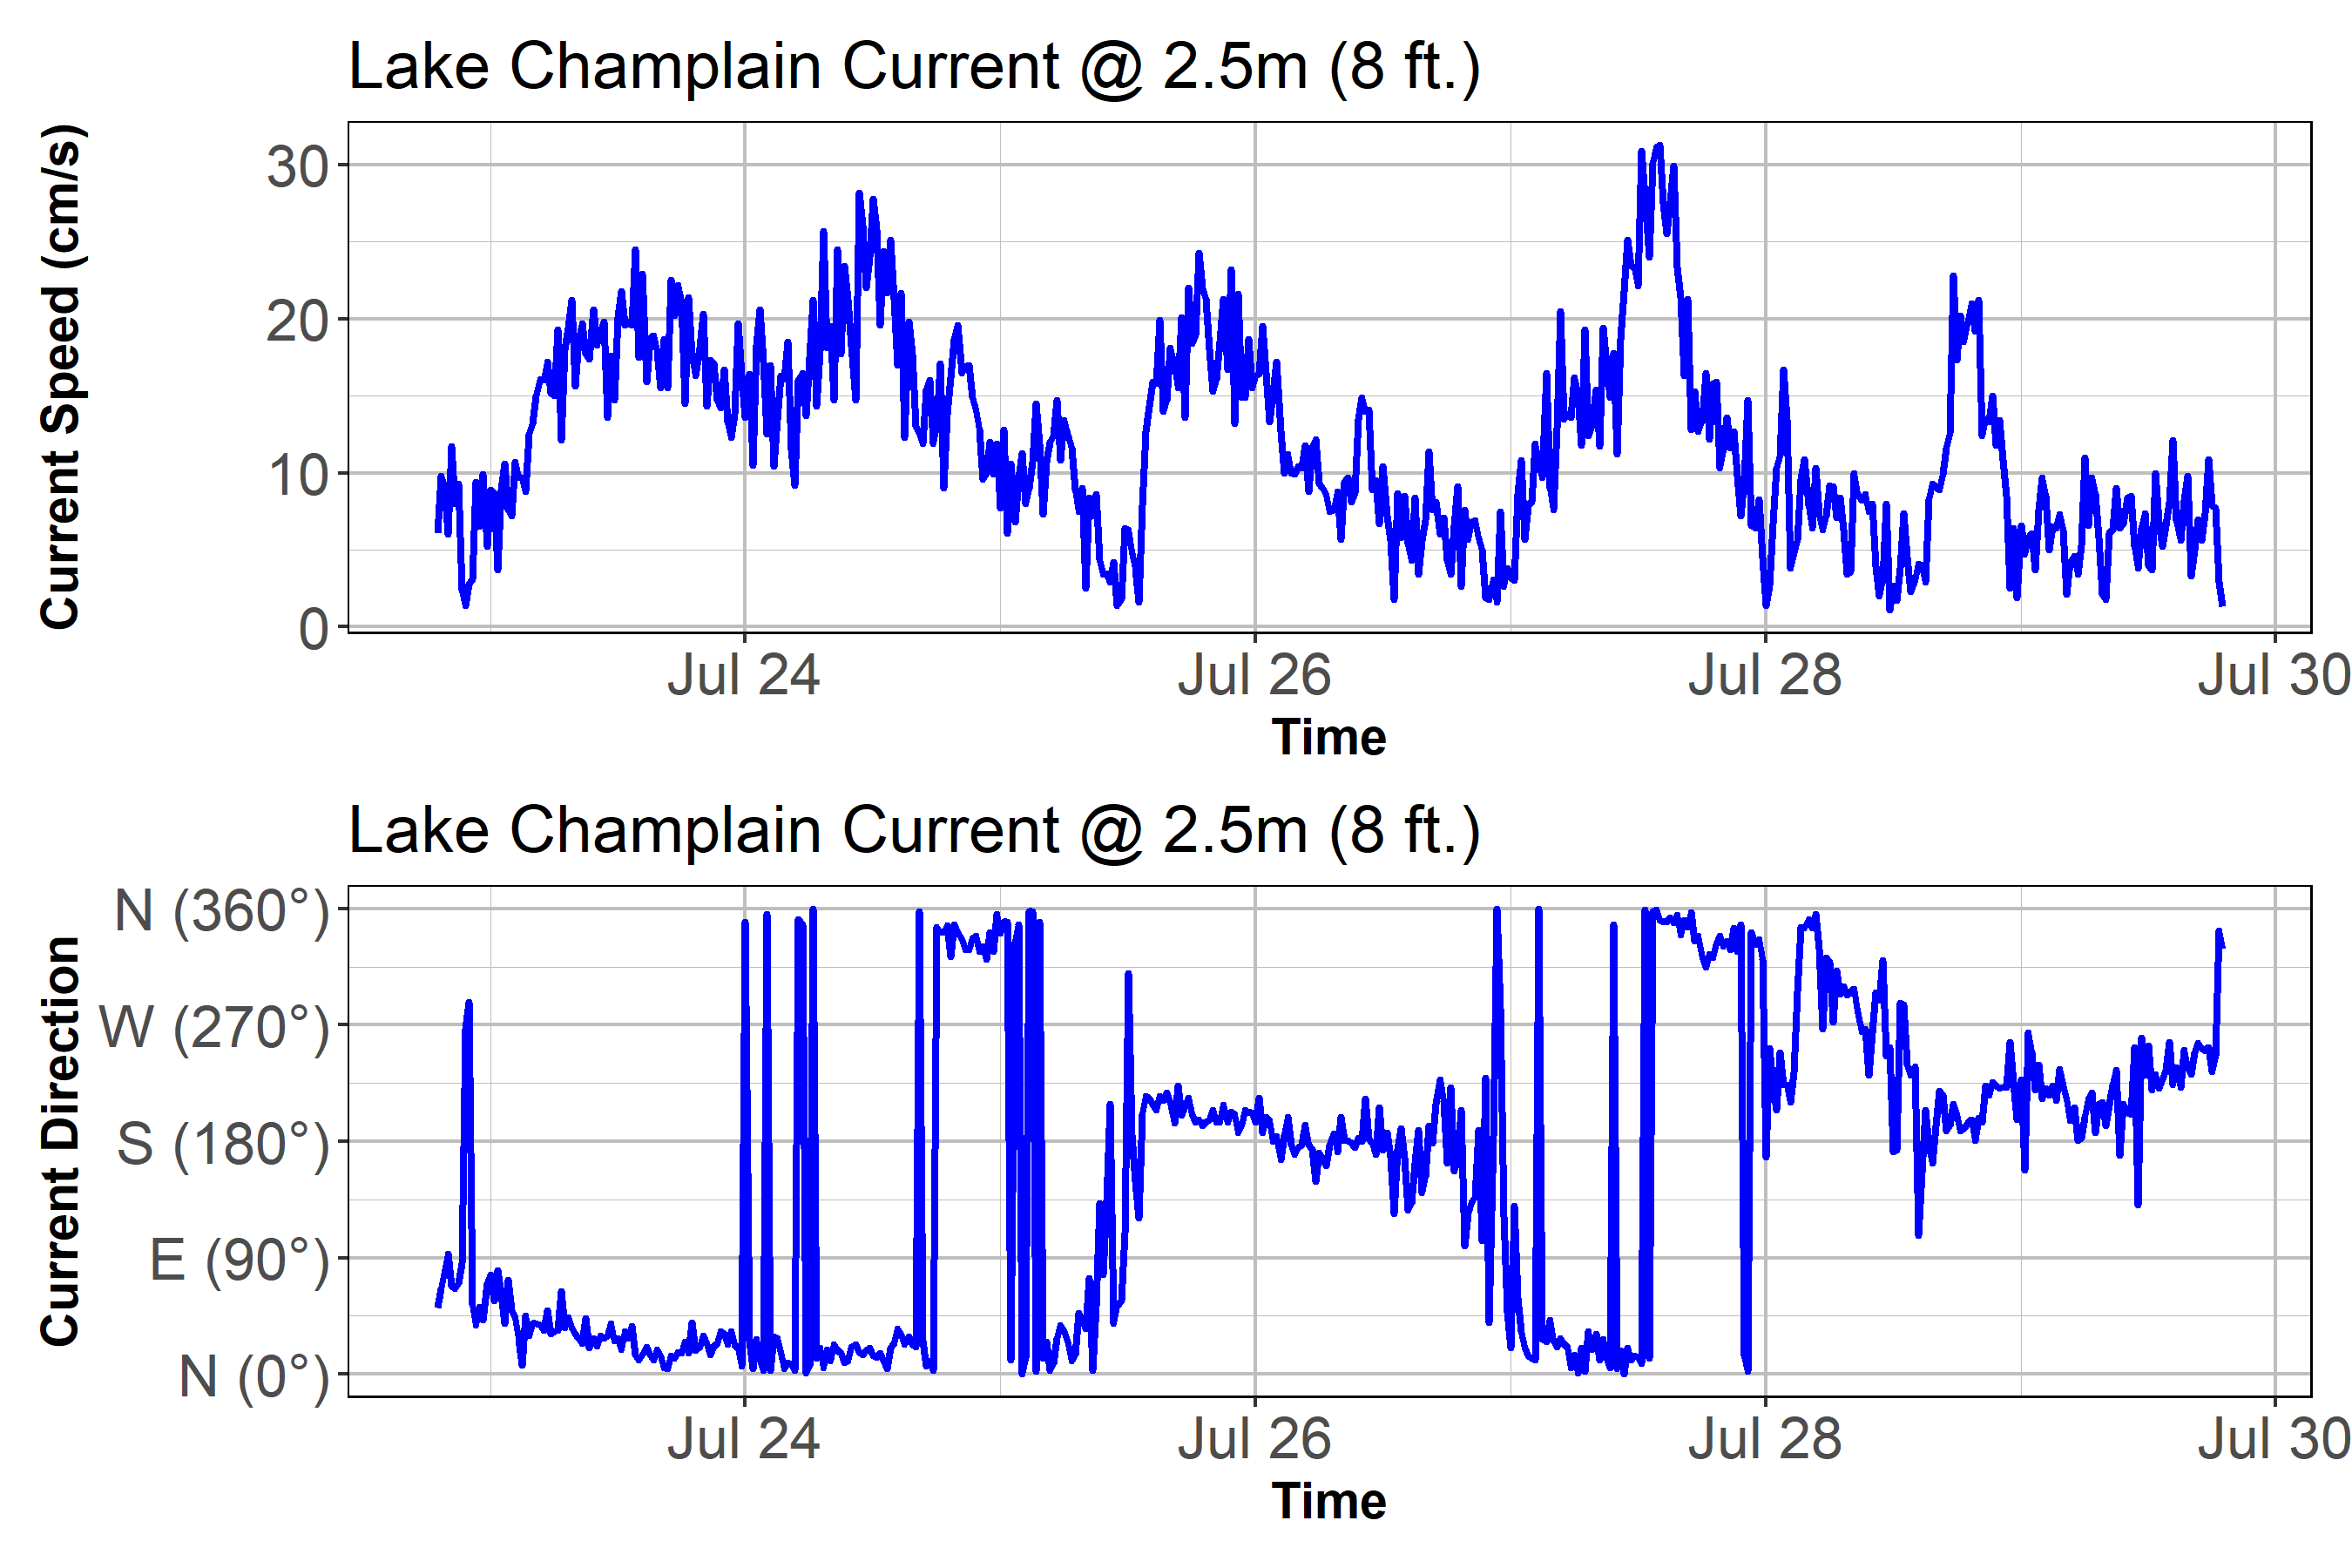 Lake Champlain Current @ 2.5m (8 ft.)
Current Speed (cm/s)
30
20
10
0
Jul 24 Jul 26 Jul 28 Jul 30
Time
Lake Champlain Current @ 2.5m (8 ft.)
Current Direction
N (360°)
W (270°)
S (180°)
E (90°)
N (0°)
Jul 24 Jul 26 Jul 28 Jul 30
Time